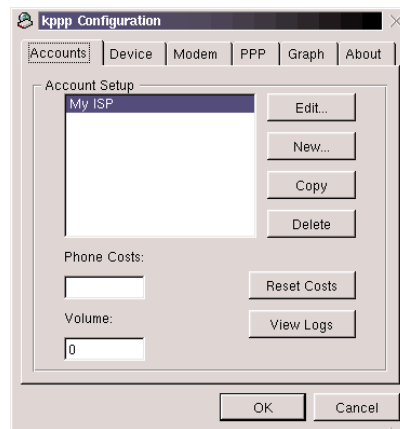 kppp Configuration
Accounts Device Modem PPP Graph About
Account Setup
My ISP
Edit...
New...
Copy
Delete
Phone Costs:
Reset Costs
Volume:
View Logs
0
OK Cancel